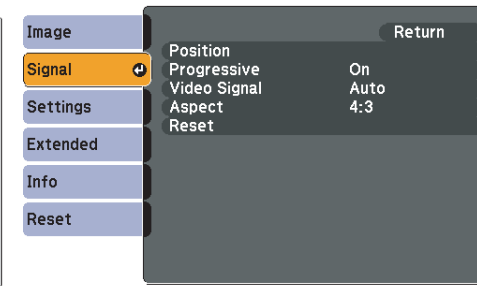 Image
Signal
Settings
Extended
Info
Reset
Return
Position
Progressive On
Video Signal Auto
Aspect 4:3
Reset